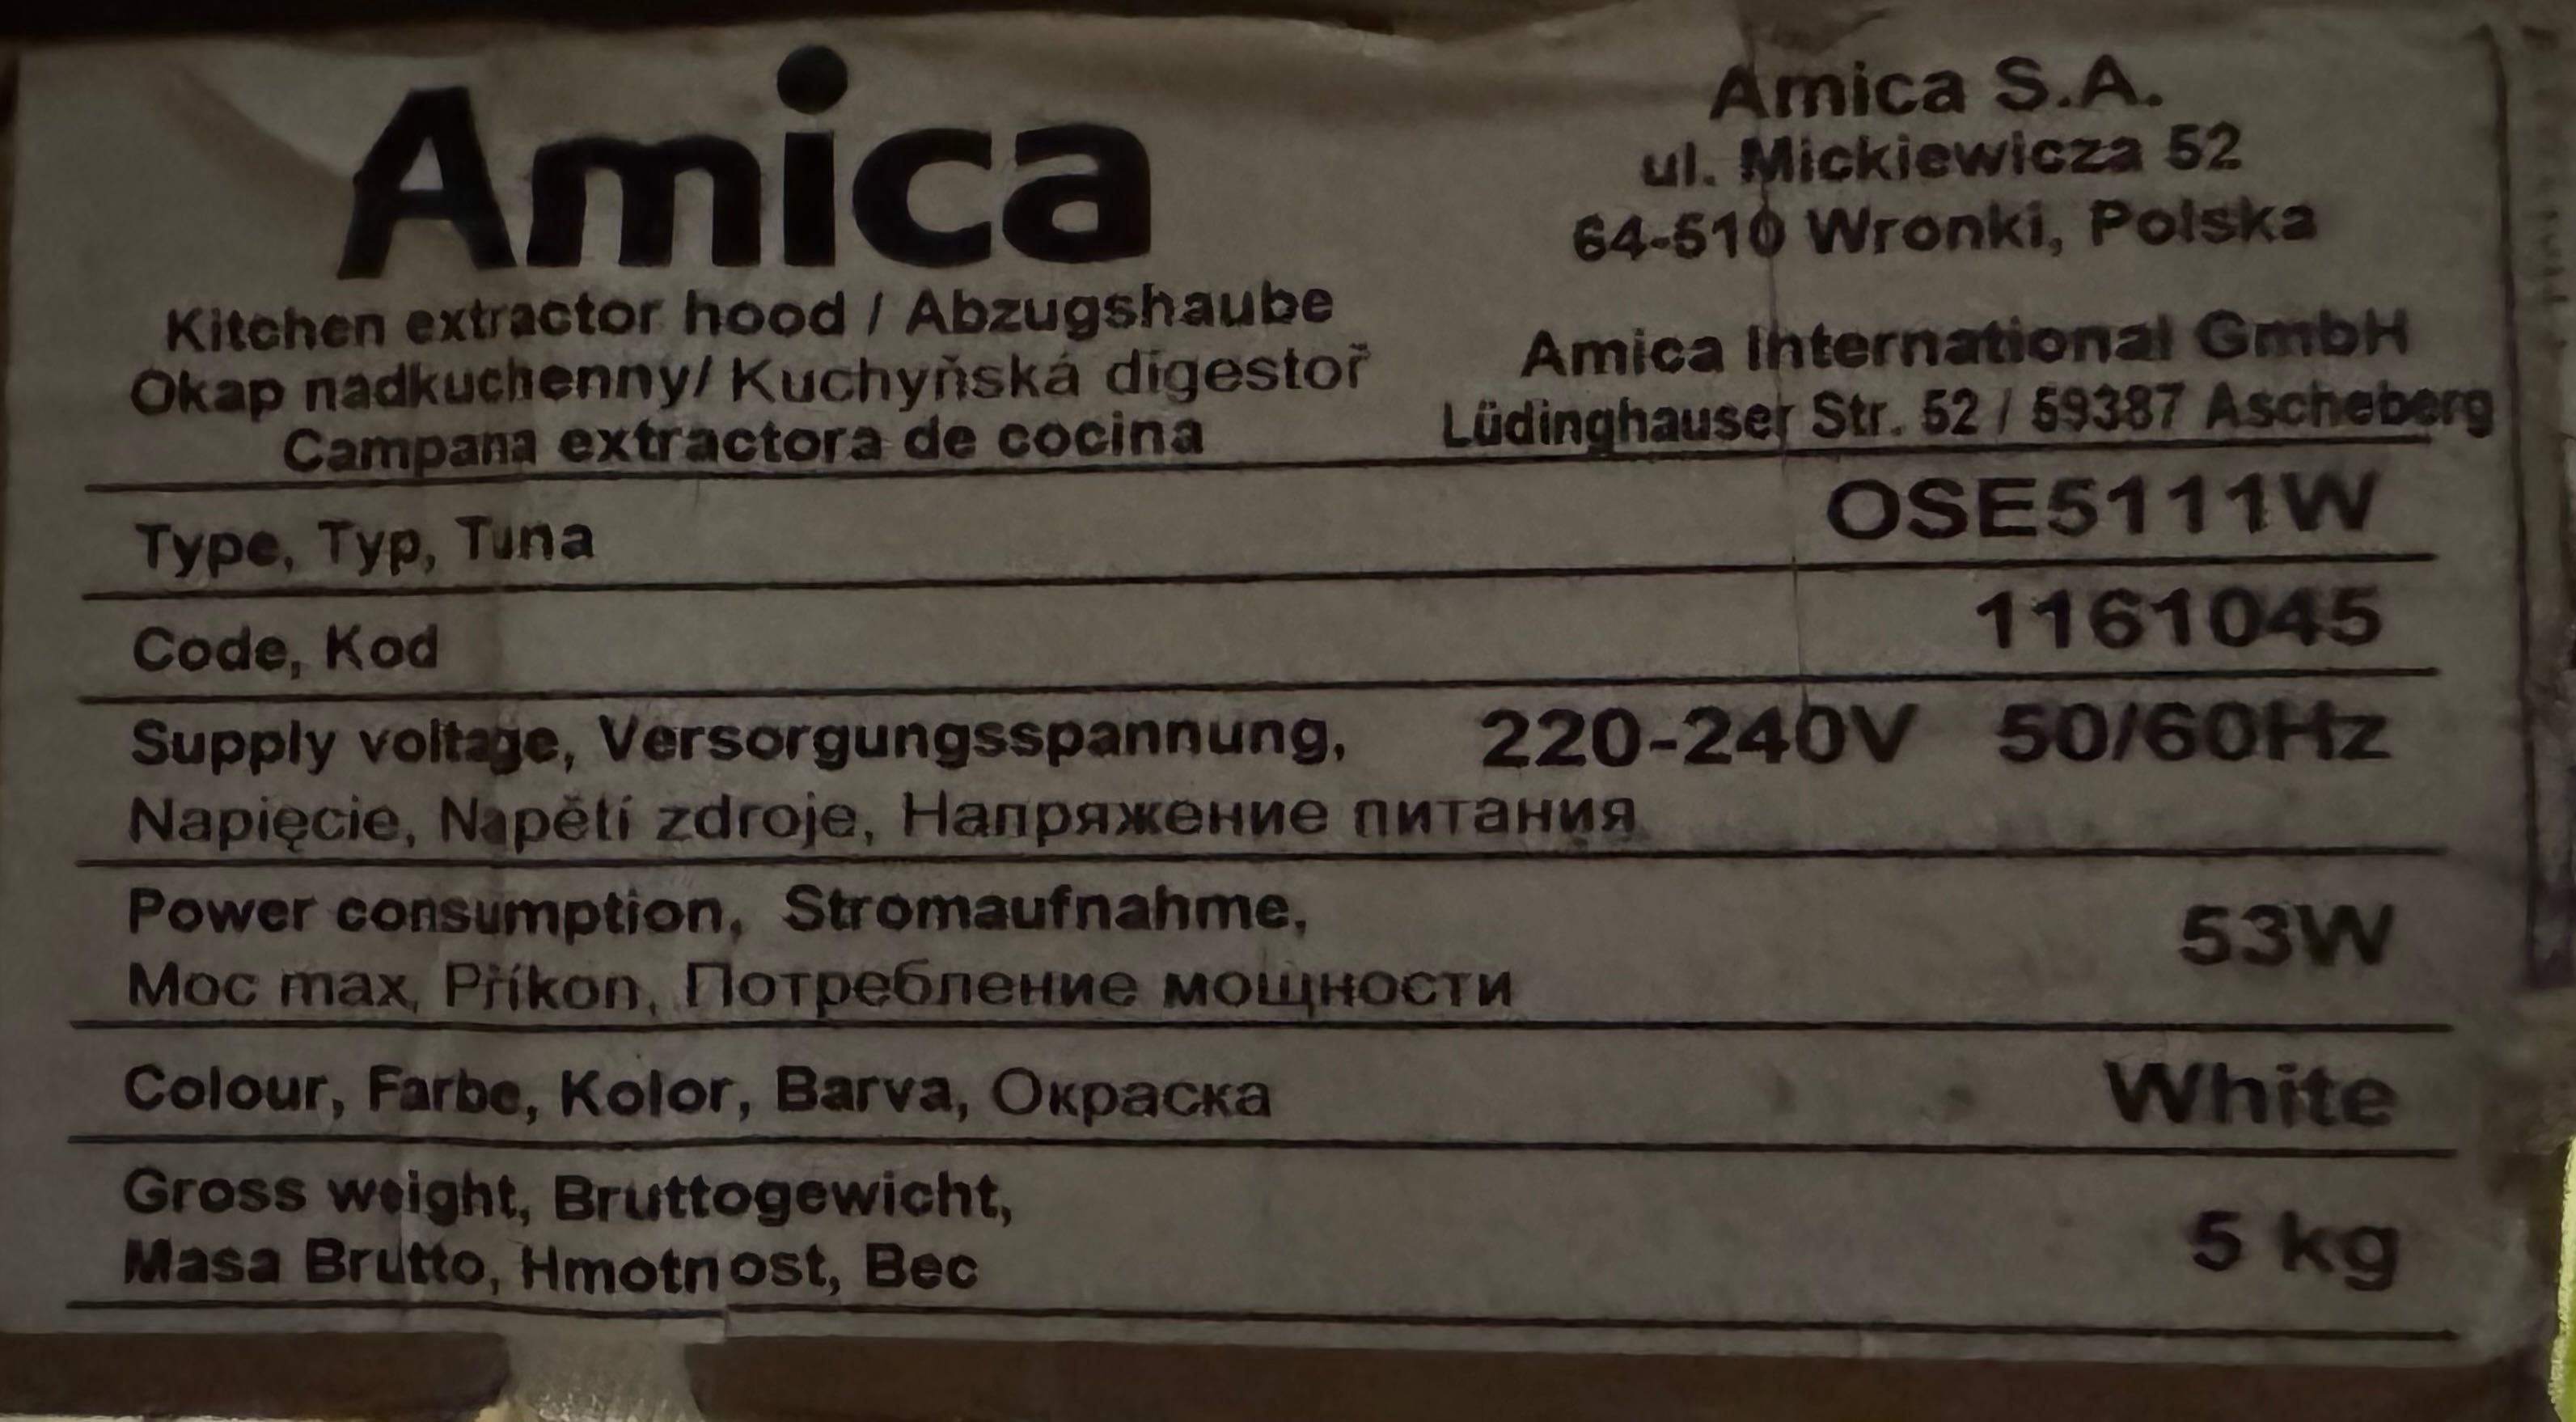 Amica
Kitchen extractor hood / Abzugshaube
Okap nadkuchenny/ Kuchyňská digestoř
Campana extractora de cocina
Amica S.A.
ul. Mickiewicza 52
64-510 Wronki, Polska
Amica International GmbH
Lüdinghauser Str. 52 / 59387 Ascheberg
Type, Typ, Tuna OSE5111W
Code, Kod 1161045
Supply voltage, Versorgungsspannung, 220-240V 50/60Hz
Napięcie, Napětí zdroje, Напряжение питания
Power consumption, Stromaufnahme, 53W
Moc max, Příkon, Потребление мощности
Colour, Farbe, Kolor, Barva, Окраска White
Gross weight, Bruttogewicht, 5 kg
Masa Brutto, Hmotnost, Вес